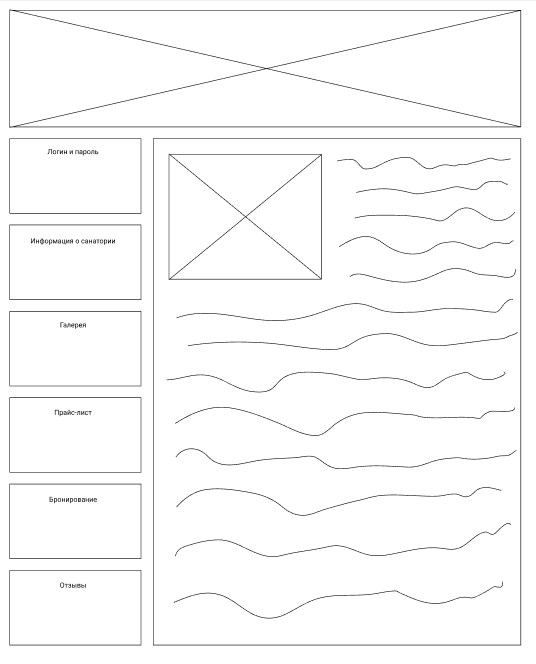 Логин и пароль
Информация о санатории
Галерея
Прайс-лист
Бронирование
Отзывы